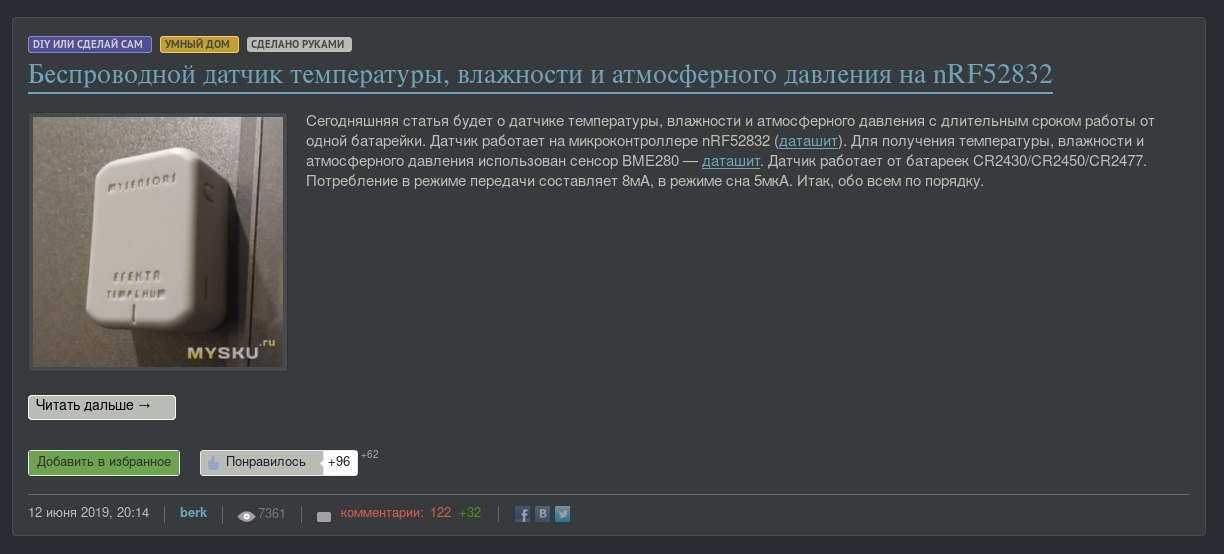 DIY ИЛИ СДЕЛАЙ САМ УМНЫЙ ДОМ СДЕЛАНО РУКАМИ
Беспроводной датчик температуры, влажности и атмосферного давления на nRF52832
Сегодняшняя статья будет о датчике температуры, влажности и атмосферного давления с длительным сроком работы от
одной батарейки. Датчик работает на микроконтроллере nRF52832 (даташит). Для получения температуры, влажности и
атмосферного давления использован сенсор BME280 — даташит. Датчик работает от батареек CR2430/CR2450/CR2477.
Потребление в режиме передачи составляет 8мА, в режиме сна 5мкА. Итак, обо всем по порядку.
MYSENSORS
EFEKTA
TEMP&HUM
MYSKU.ru
Читать дальше →
Добавить в избранное Понравилось +96 +62
12 июня 2019, 20:14 berk 7361 комментарии: 122 +32